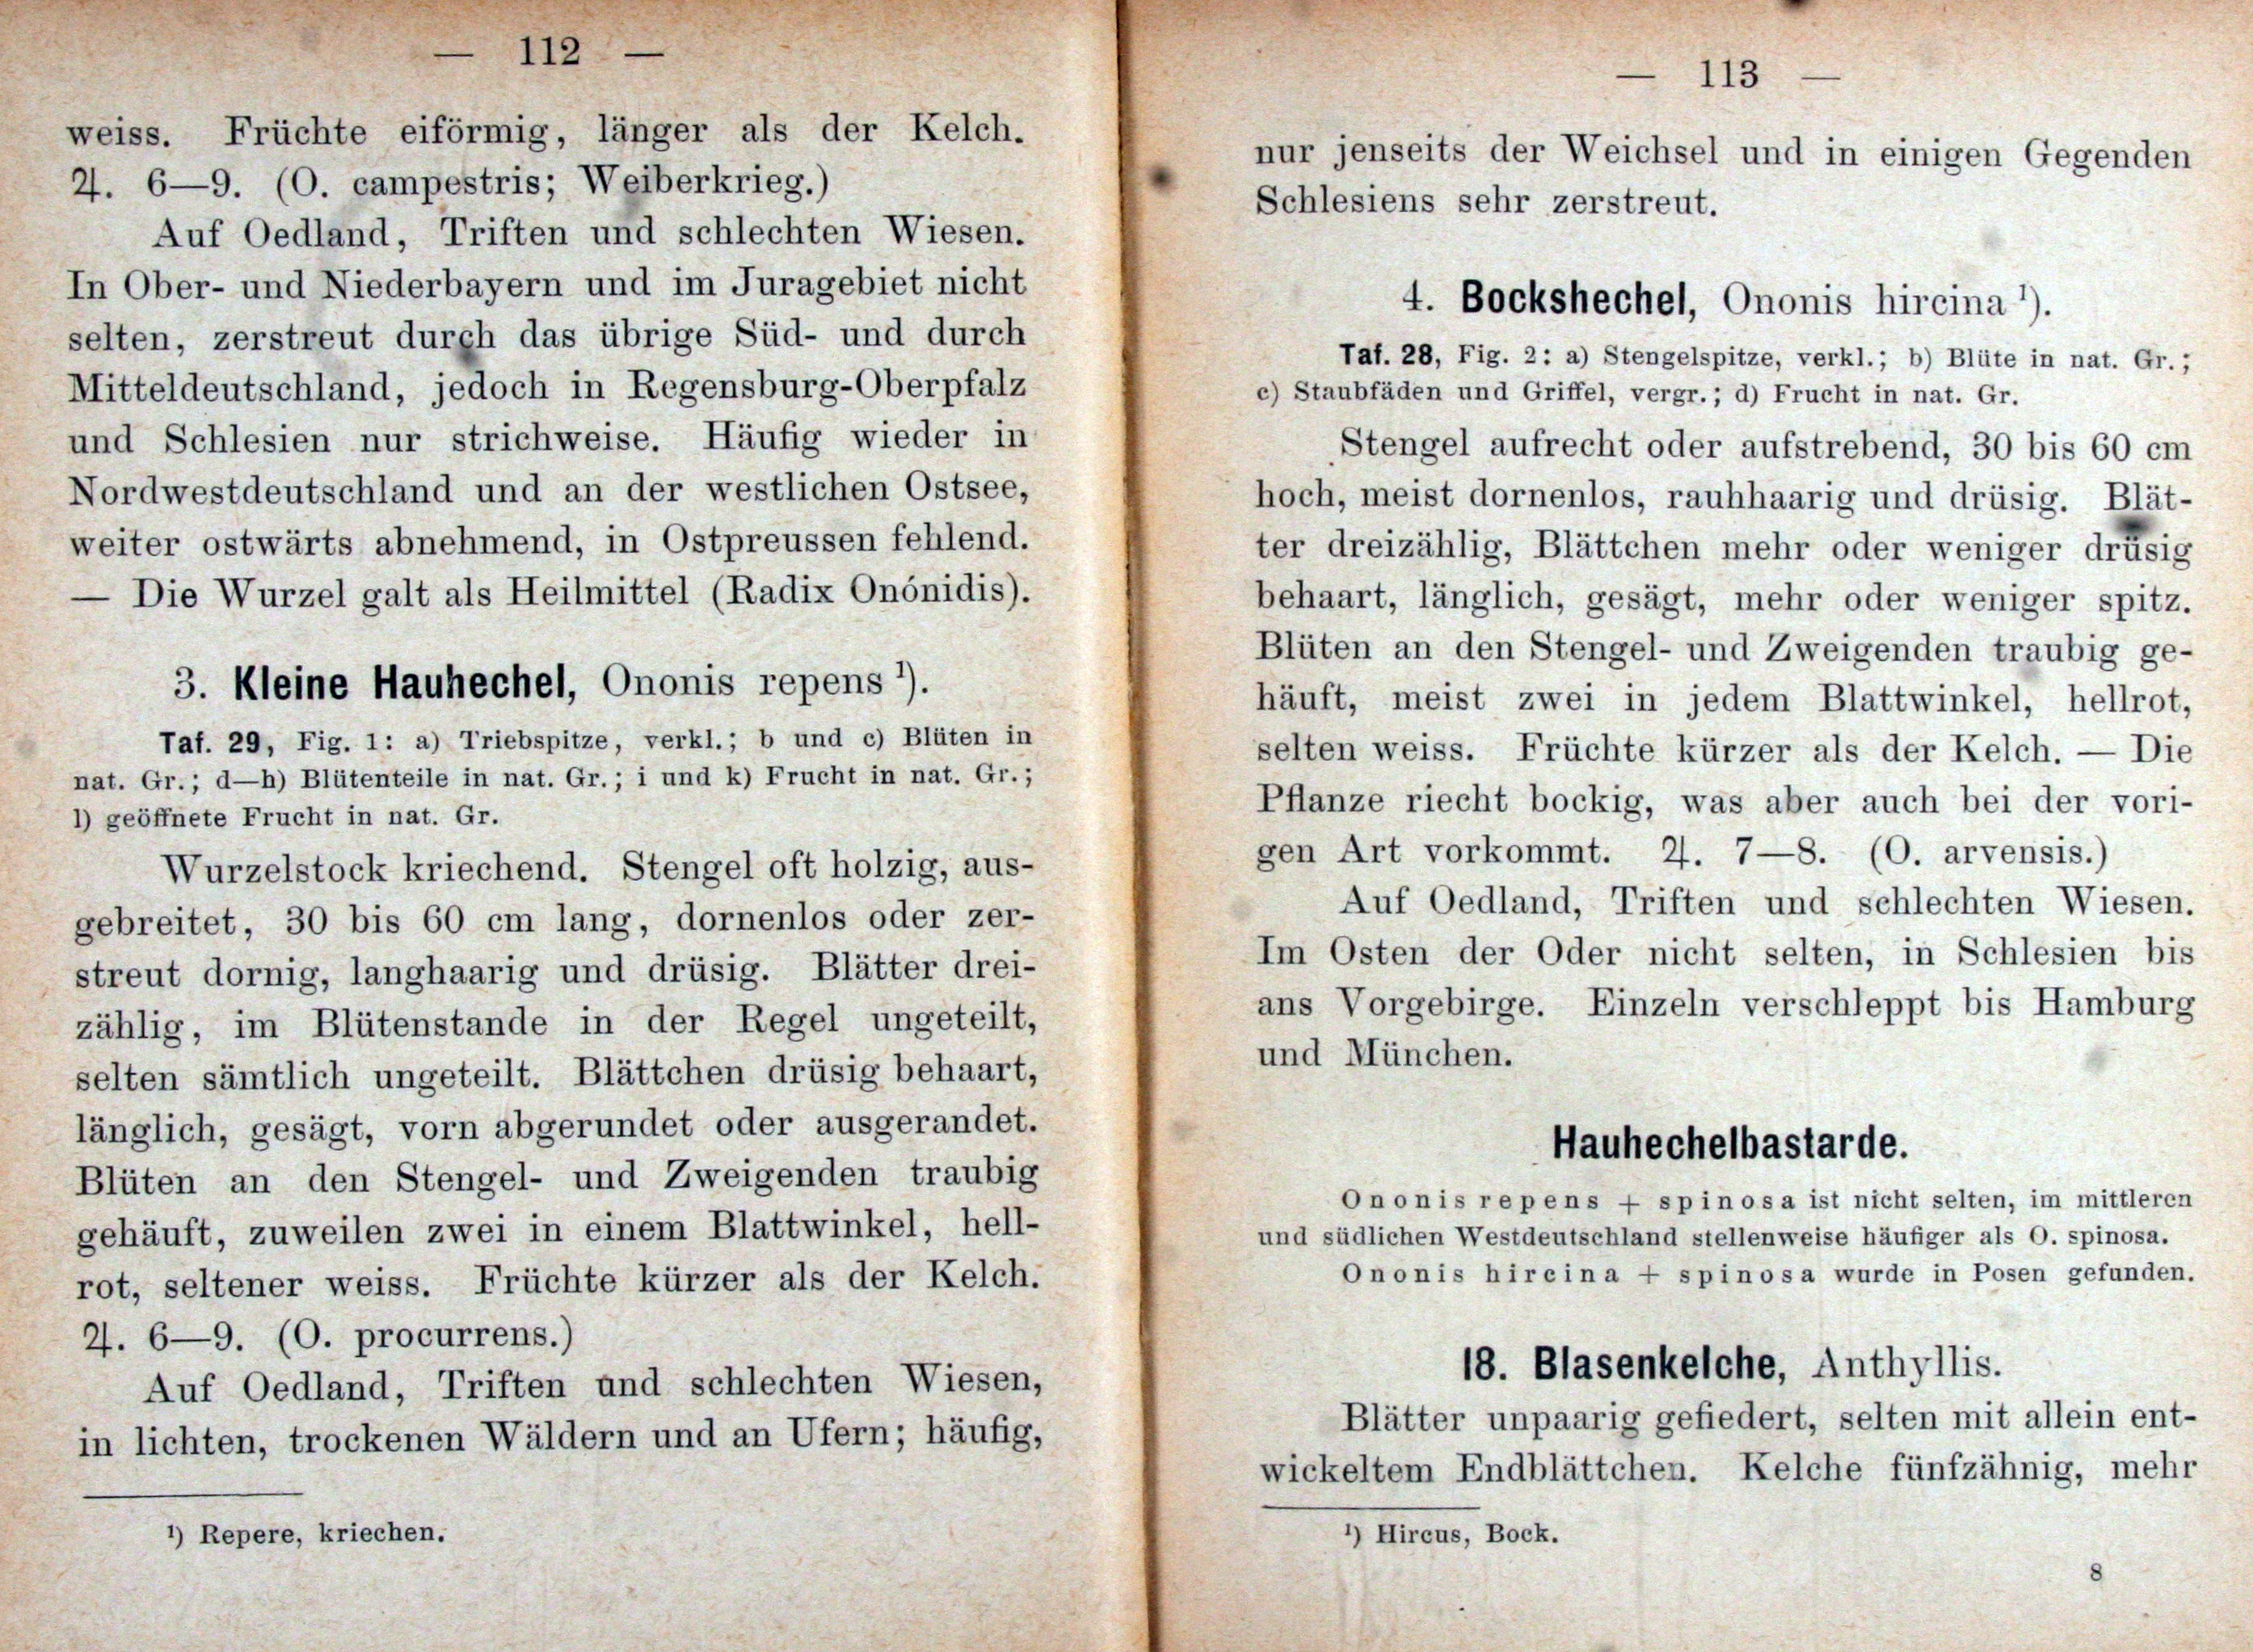 — 112 —
weiss. Früchte eiförmig, länger als der Kelch.
♃. 6—9. (O. campestris; Weiberkrieg.)
Auf Oedland, Triften und schlechten Wiesen.
In Ober- und Niederbayern und im Juragebiet nicht
selten, zerstreut durch das übrige Süd- und durch
Mitteldeutschland, jedoch in Regensburg-Oberpfalz
und Schlesien nur strichweise. Häufig wieder in
Nordwestdeutschland und an der westlichen Ostsee,
weiter ostwärts abnehmend, in Ostpreussen fehlend.
— Die Wurzel galt als Heilmittel (Radix Onónidis).
3. Kleine Hauhechel, Ononis repens ¹).
Taf. 29, Fig. 1: a) Triebspitze, verkl.; b und c) Blüten in
nat. Gr.; d—h) Blütenteile in nat. Gr.; i und k) Frucht in nat. Gr.;
l) geöffnete Frucht in nat. Gr.
Wurzelstock kriechend. Stengel oft holzig, aus-
gebreitet, 30 bis 60 cm lang, dornenlos oder zer-
streut dornig, langhaarig und drüsig. Blätter drei-
zählig, im Blütenstande in der Regel ungeteilt,
selten sämtlich ungeteilt. Blättchen drüsig behaart,
länglich, gesägt, vorn abgerundet oder ausgerandet.
Blüten an den Stengel- und Zweigenden traubig
gehäuft, zuweilen zwei in einem Blattwinkel, hell-
rot, seltener weiss. Früchte kürzer als der Kelch.
♃. 6—9. (O. procurrens.)
Auf Oedland, Triften und schlechten Wiesen,
in lichten, trockenen Wäldern und an Ufern; häufig,
¹) Repere, kriechen.
— 113 —
nur jenseits der Weichsel und in einigen Gegenden
Schlesiens sehr zerstreut.
4. Bockshechel, Ononis hircina ¹).
Taf. 28, Fig. 2: a) Stengelspitze, verkl.; b) Blüte in nat. Gr.;
c) Staubfäden und Griffel, vergr.; d) Frucht in nat. Gr.
Stengel aufrecht oder aufstrebend, 30 bis 60 cm
hoch, meist dornenlos, rauhhaarig und drüsig. Blät-
ter dreizählig, Blättchen mehr oder weniger drüsig
behaart, länglich, gesägt, mehr oder weniger spitz.
Blüten an den Stengel- und Zweigenden traubig ge-
häuft, meist zwei in jedem Blattwinkel, hellrot,
selten weiss. Früchte kürzer als der Kelch. — Die
Pflanze riecht bockig, was aber auch bei der vori-
gen Art vorkommt. ♃. 7—8. (O. arvensis.)
Auf Oedland, Triften und schlechten Wiesen.
Im Osten der Oder nicht selten, in Schlesien bis
ans Vorgebirge. Einzeln verschleppt bis Hamburg
und München.
Hauhechelbastarde.
Ononis repens + spinosa ist nicht selten, im mittleren
und südlichen Westdeutschland stellenweise häufiger als O. spinosa.
Ononis hircina + spinosa wurde in Posen gefunden.
18. Blasenkelche, Anthyllis.
Blätter unpaarig gefiedert, selten mit allein ent-
wickeltem Endblättchen. Kelche fünfzähnig, mehr
¹) Hircus, Bock.
8